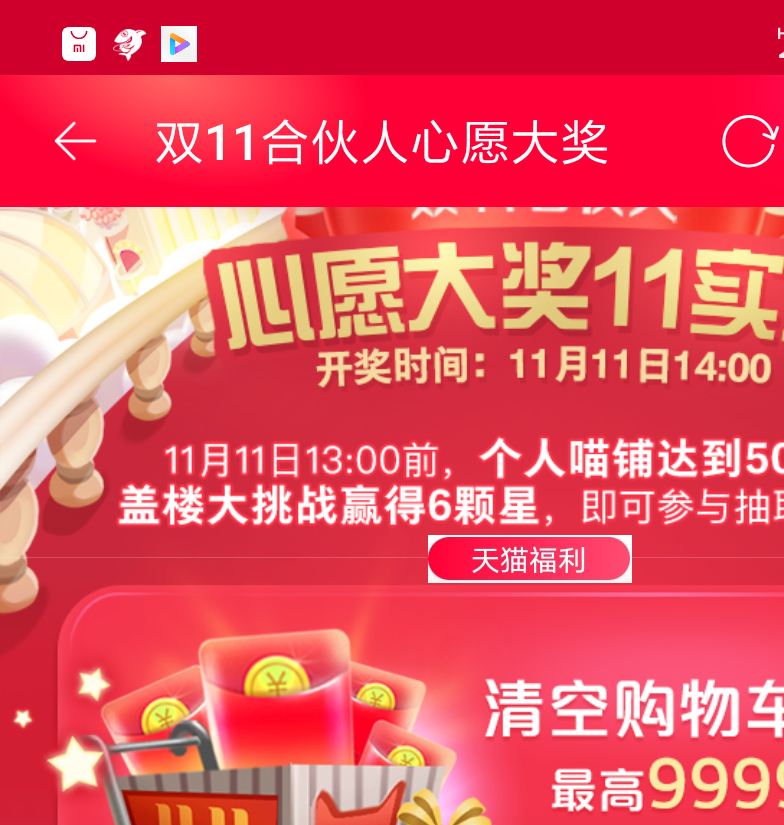 双11合伙人心愿大奖
心愿大奖11实
开奖时间：11月11日14:00
11月11日13:00前，个人喵铺达到50
盖楼大挑战赢得6颗星，即可参与抽
天猫福利
清空购物车
最高999